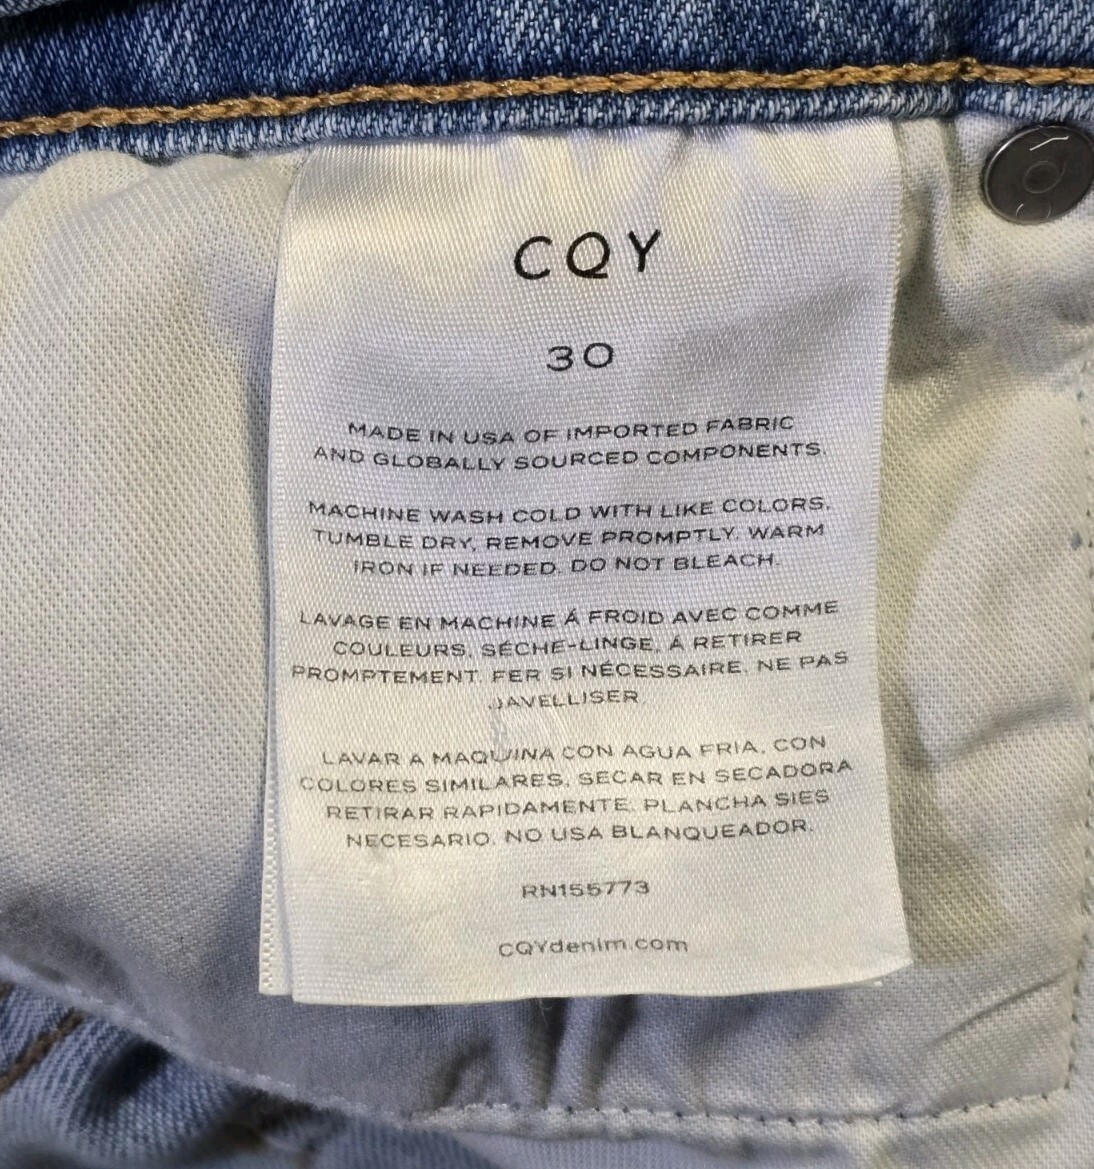 CQY
30
MADE IN USA OF IMPORTED FABRIC
AND GLOBALLY SOURCED COMPONENTS.
MACHINE WASH COLD WITH LIKE COLORS.
TUMBLE DRY, REMOVE PROMPTLY. WARM
IRON IF NEEDED. DO NOT BLEACH.
LAVAGE EN MACHINE Á FROID AVEC COMME
COULEURS. SÉCHE-LINGE, Á RETIRER
PROMPTEMENT. FER SI NÉCESSAIRE. NE PAS
JAVELLISER.
LAVAR A MAQUINA CON AGUA FRIA. CON
COLORES SIMILARES. SECAR EN SECADORA
RETIRAR RAPIDAMENTE. PLANCHA SIES
NECESARIO. NO USA BLANQUEADOR.
RN155773
CQYdenim.com